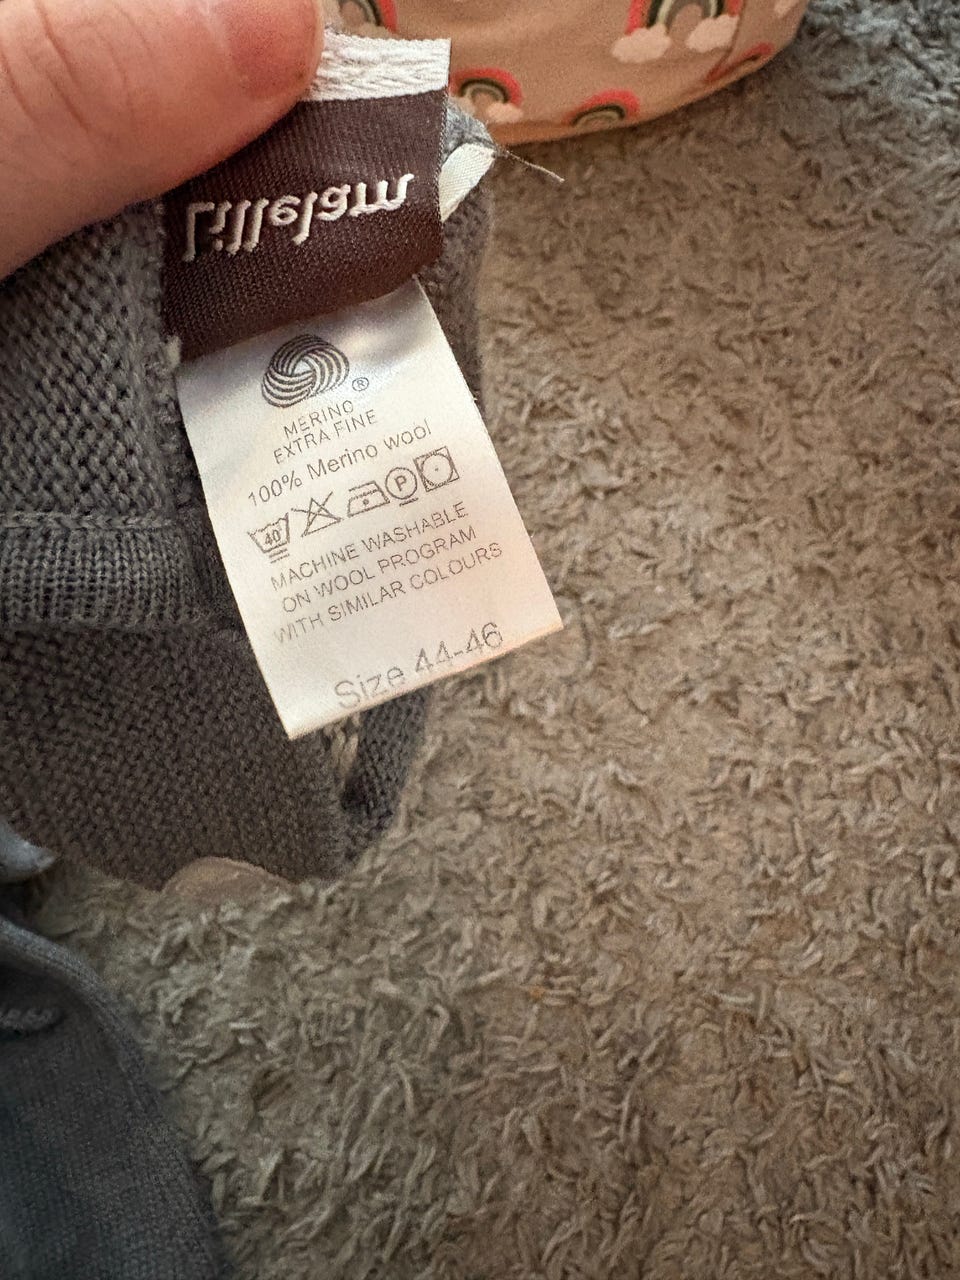 Lillelam
®
MERINO
EXTRA FINE
100% Merino wool
40 P
MACHINE WASHABLE
ON WOOL PROGRAM
WITH SIMILAR COLOURS
Size 44-46